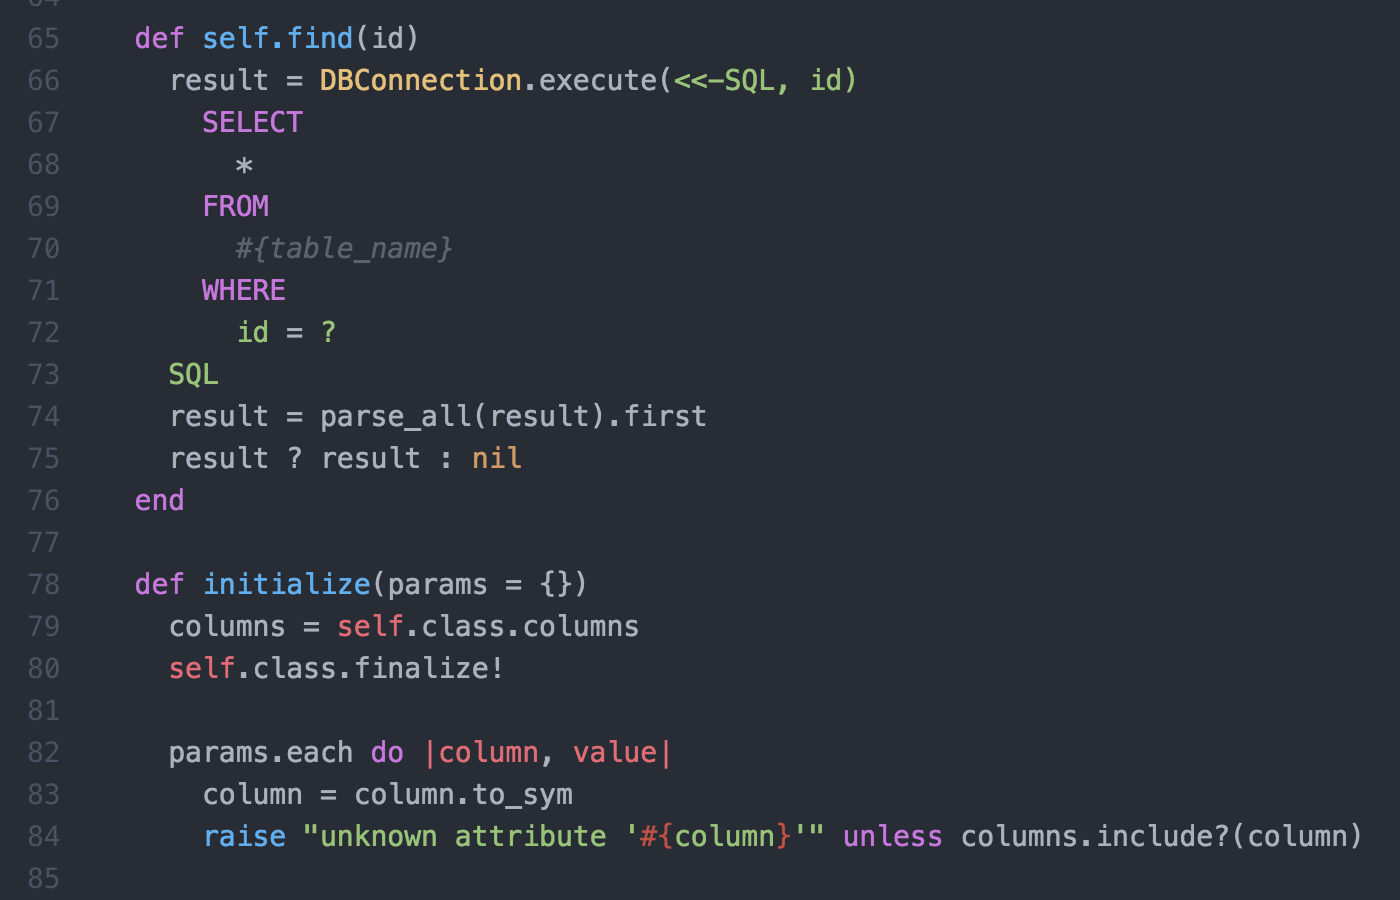 65 def self.find(id)
66 result = DBConnection.execute(<<-SQL, id)
67 SELECT
68 *
69 FROM
70 #{table_name}
71 WHERE
72 id = ?
73 SQL
74 result = parse_all(result).first
75 result ? result : nil
76 end
77
78 def initialize(params = {})
79 columns = self.class.columns
80 self.class.finalize!
81
82 params.each do |column, value|
83 column = column.to_sym
84 raise "unknown attribute '#{column}'" unless columns.include?(column)
85